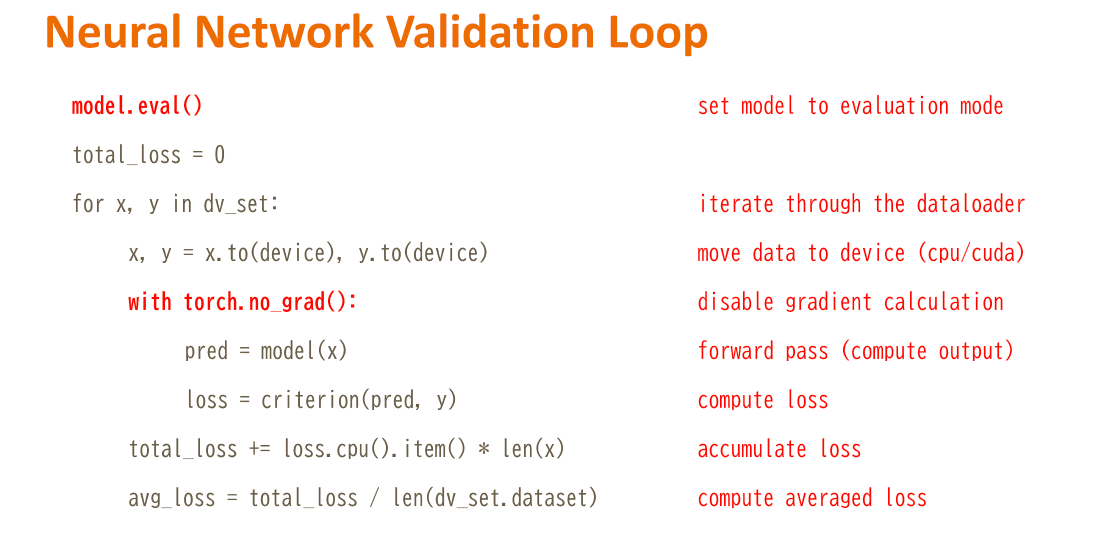 Neural Network Validation Loop
model.eval() set model to evaluation mode
total_loss = 0
for x, y in dv_set: iterate through the dataloader
x, y = x.to(device), y.to(device) move data to device (cpu/cuda)
with torch.no_grad(): disable gradient calculation
pred = model(x) forward pass (compute output)
loss = criterion(pred, y) compute loss
total_loss += loss.cpu().item() * len(x) accumulate loss
avg_loss = total_loss / len(dv_set.dataset) compute averaged loss